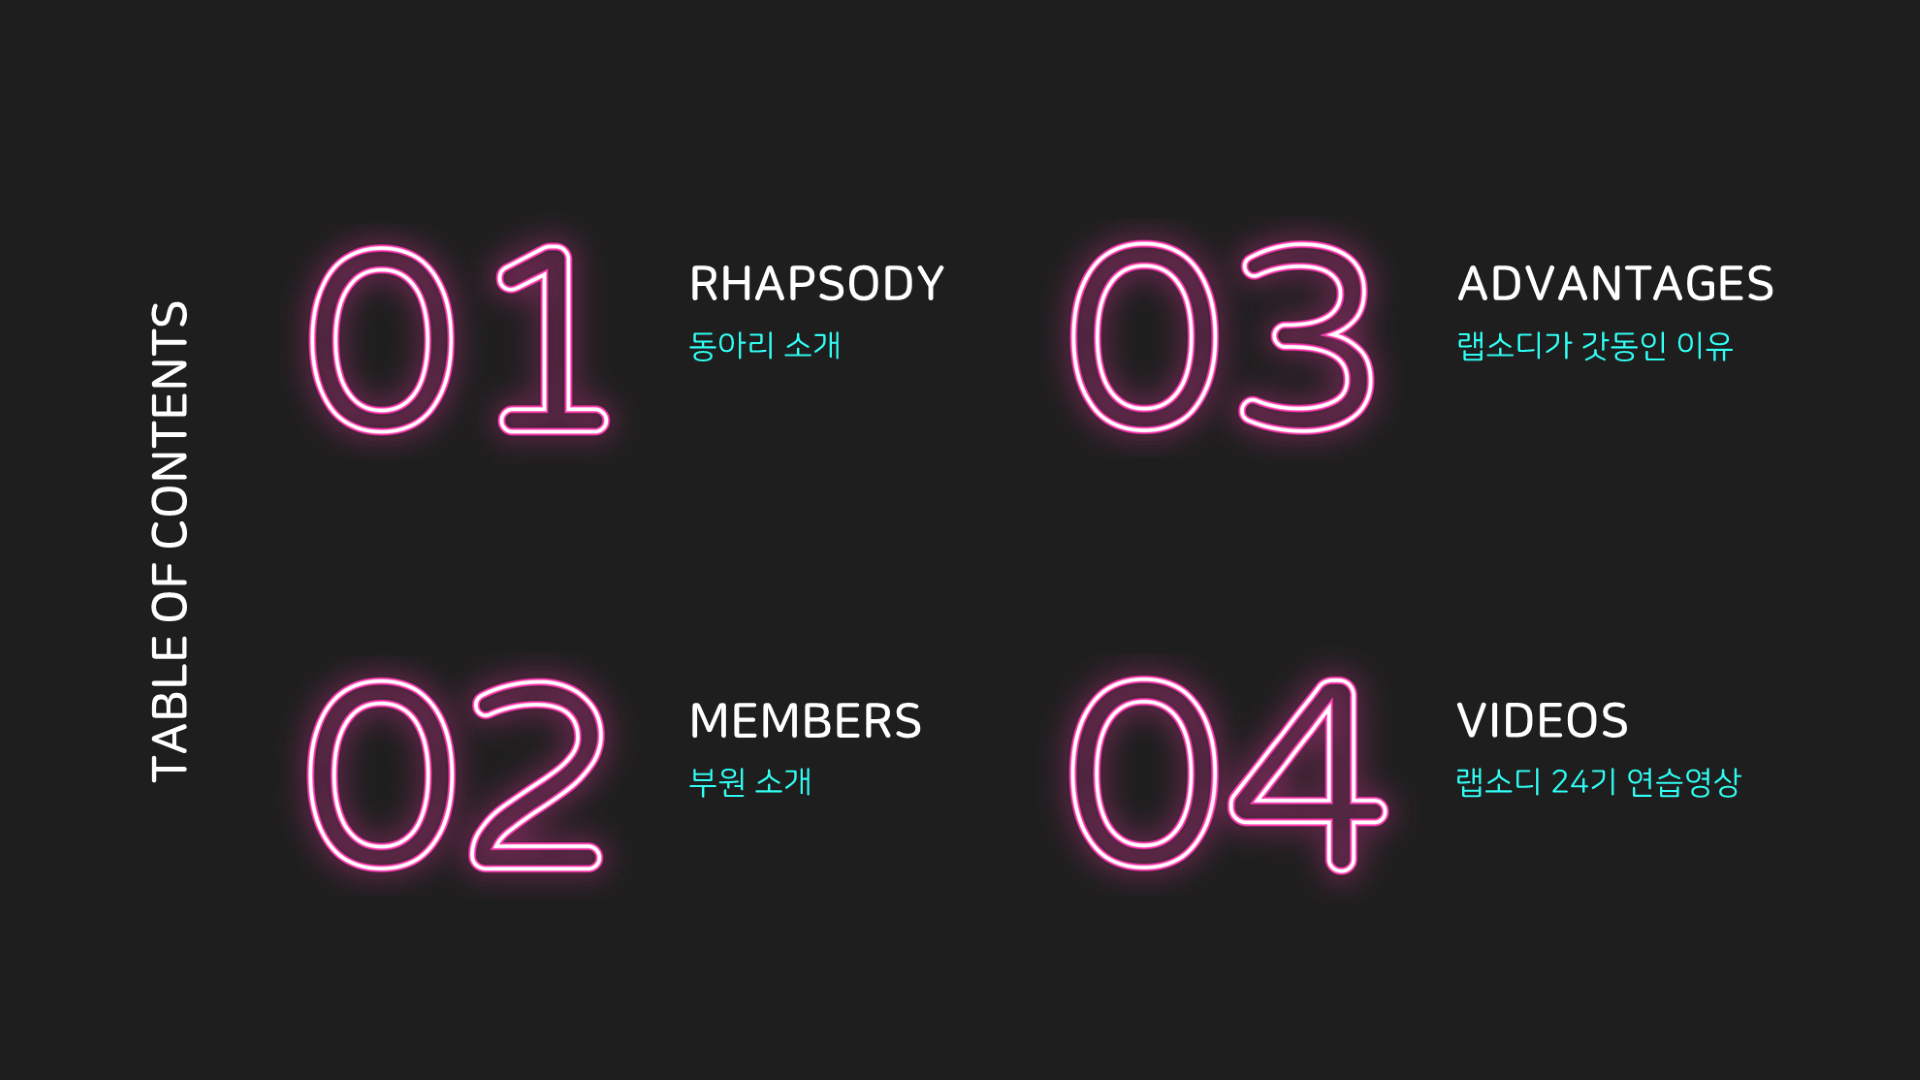 TABLE OF CONTENTS
01
RHAPSODY
동아리 소개
02
MEMBERS
부원 소개
03
ADVANTAGES
랩소디가 갓동인 이유
04
VIDEOS
랩소디 24기 연습영상